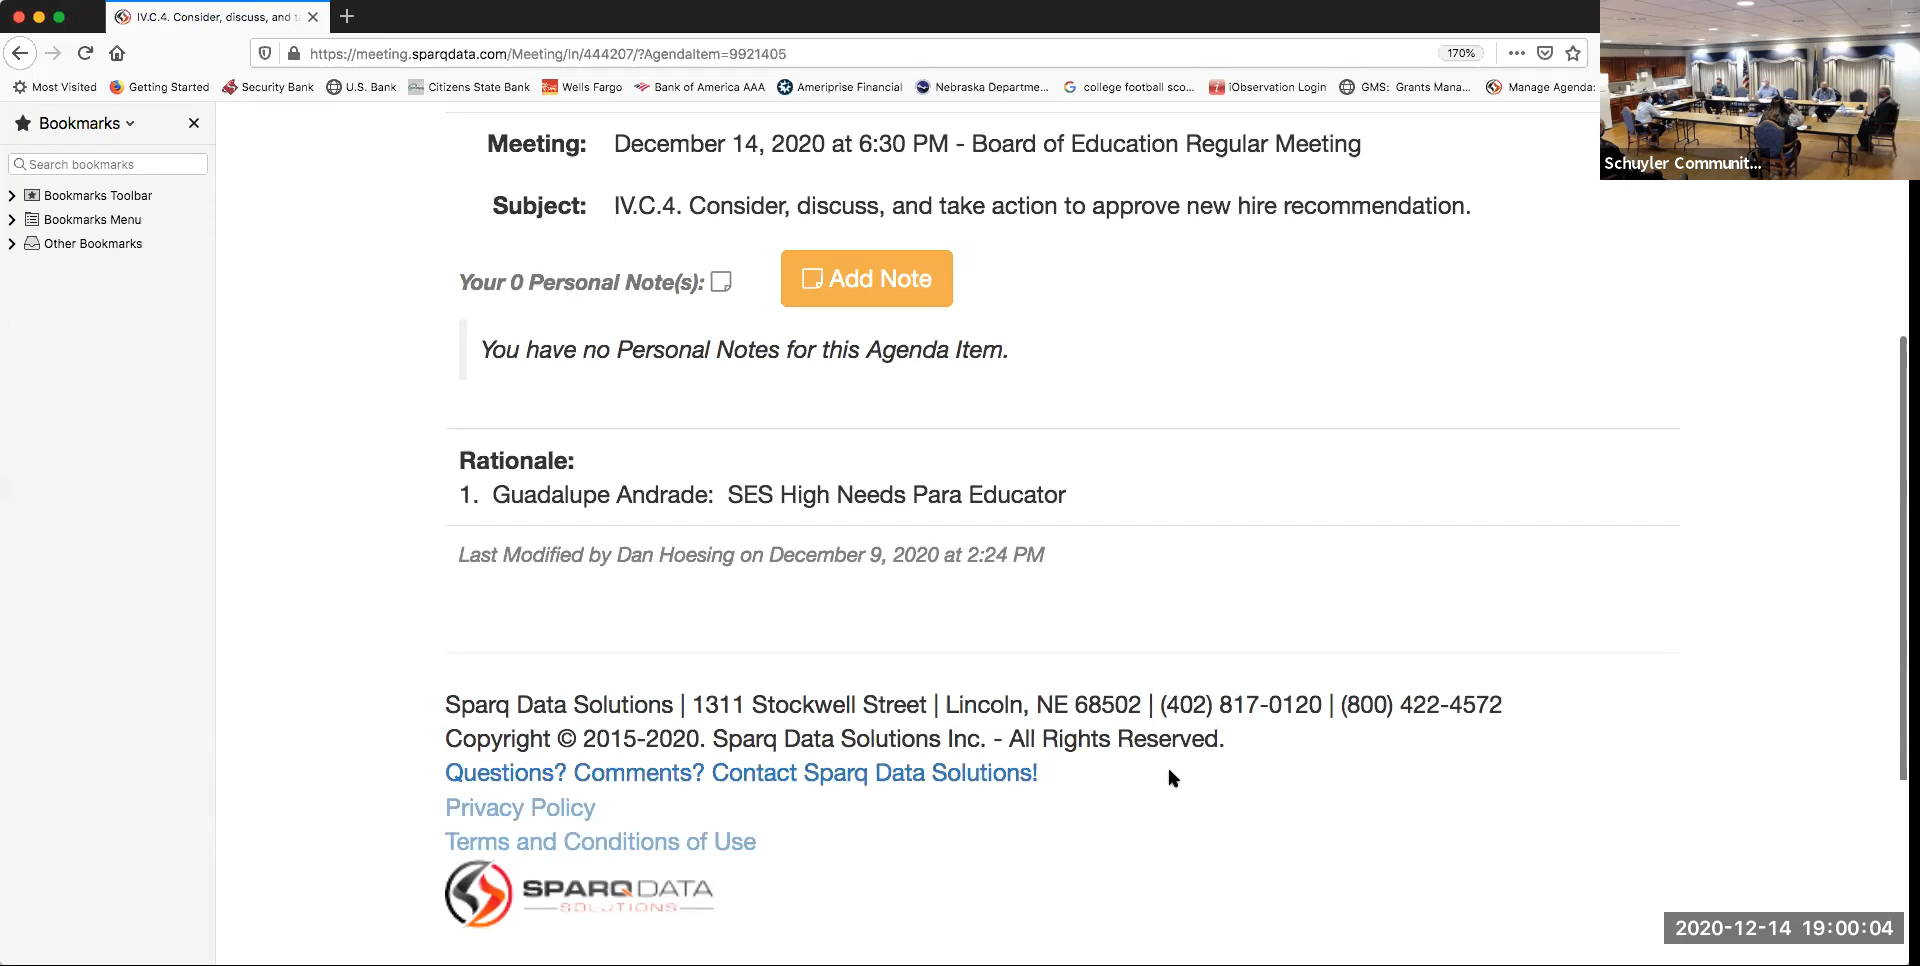 IV.C.4. Consider, discuss, and t
https://meeting.sparqdata.com/Meeting/In/444207/?AgendaItem=9921405
170%
Most Visited Getting Started Security Bank U.S. Bank Citizens State Bank Wells Fargo Bank of America AAA Ameriprise Financial Nebraska Departme... college football sco... iObservation Login GMS: Grants Mana... Manage Agenda:
Schuyler Communit...
Bookmarks
Search bookmarks
Bookmarks Toolbar
Bookmarks Menu
Other Bookmarks
Meeting: December 14, 2020 at 6:30 PM - Board of Education Regular Meeting
Subject: IV.C.4. Consider, discuss, and take action to approve new hire recommendation.
Your 0 Personal Note(s): Add Note
You have no Personal Notes for this Agenda Item.
Rationale:
1. Guadalupe Andrade: SES High Needs Para Educator
Last Modified by Dan Hoesing on December 9, 2020 at 2:24 PM
Sparq Data Solutions | 1311 Stockwell Street | Lincoln, NE 68502 | (402) 817-0120 | (800) 422-4572
Copyright © 2015-2020. Sparq Data Solutions Inc. - All Rights Reserved.
Questions? Comments? Contact Sparq Data Solutions!
Privacy Policy
Terms and Conditions of Use
SPARQ DATA
SOLUTIONS
2020-12-14 19:00:04